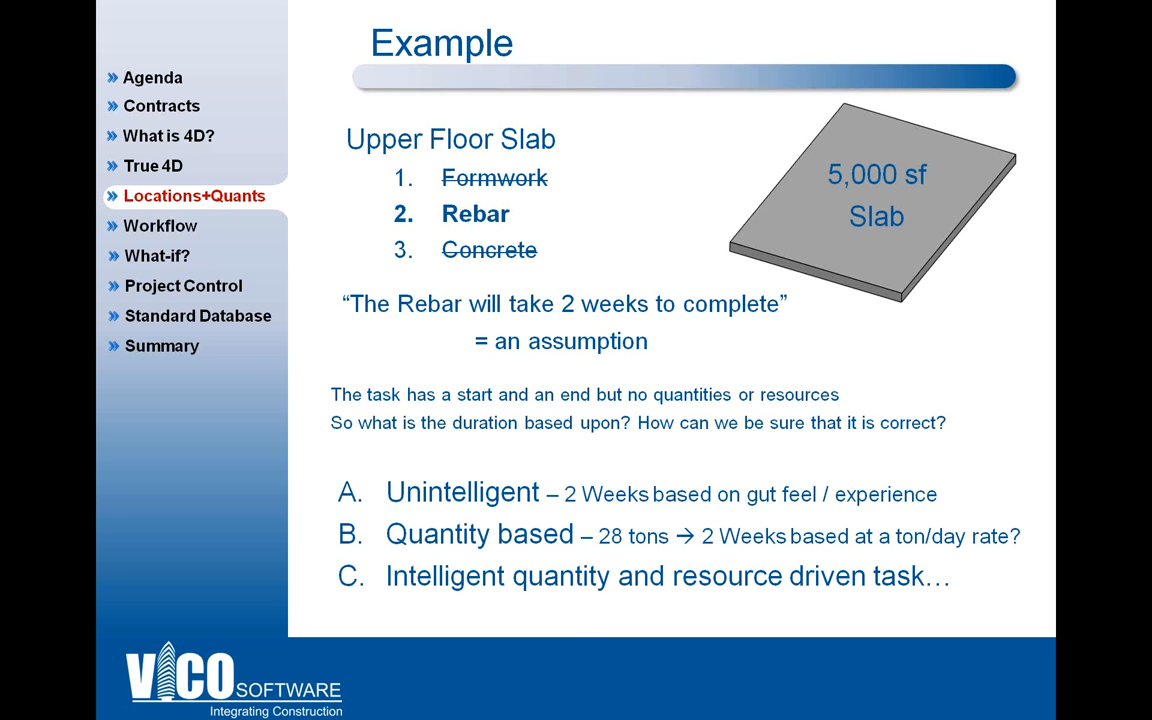 Example
» Agenda
» Contracts
» What is 4D?
» True 4D
» Locations+Quants
» Workflow
» What-if?
» Project Control
» Standard Database
» Summary
Upper Floor Slab
1. Formwork
2. Rebar
3. Concrete
5,000 sf
Slab
“The Rebar will take 2 weeks to complete”
= an assumption
The task has a start and an end but no quantities or resources
So what is the duration based upon? How can we be sure that it is correct?
A. Unintelligent – 2 Weeks based on gut feel / experience
B. Quantity based – 28 tons → 2 Weeks based at a ton/day rate?
C. Intelligent quantity and resource driven task…
VICO SOFTWARE
Integrating Construction